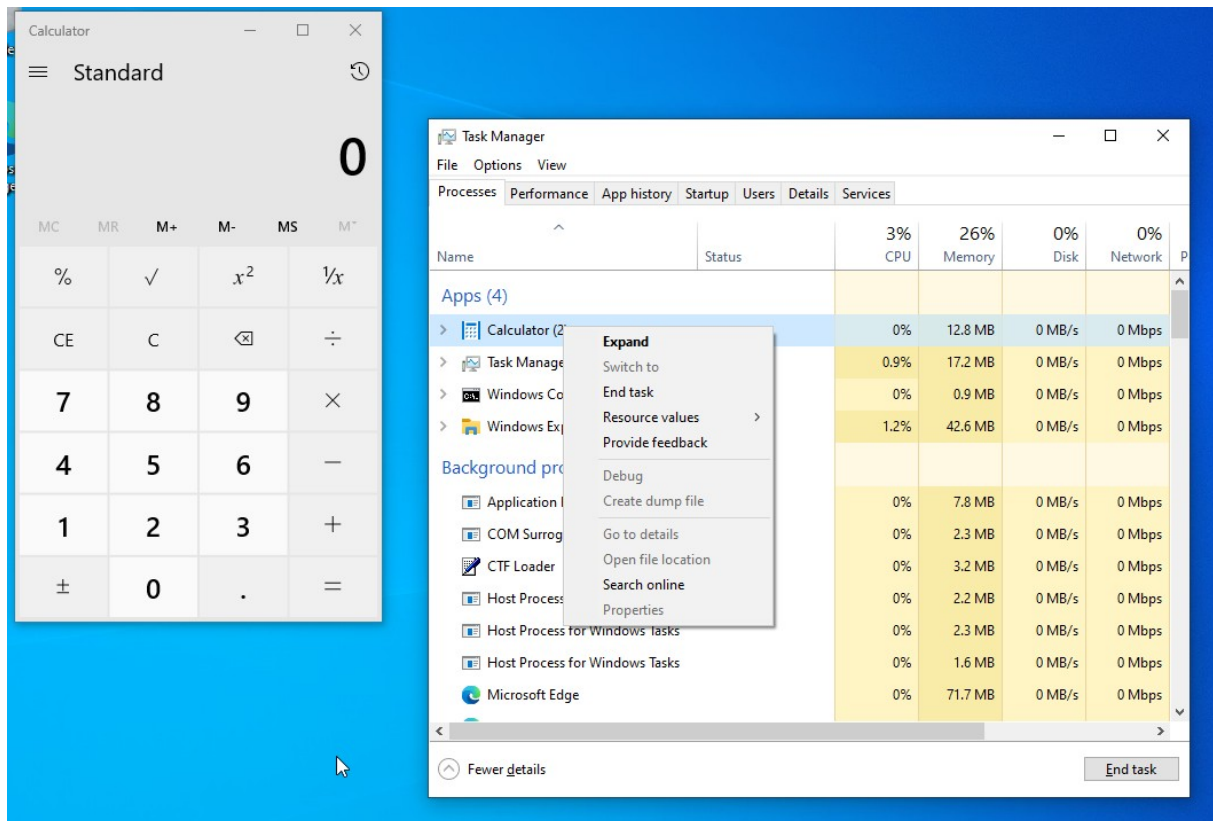 Calculator
Standard
0
MC MR M+ M- MS M˅
% √ x² ¹/x
CE C ÷
7 8 9 ×
4 5 6 −
1 2 3 +
± 0 . =
Task Manager
File Options View
Processes Performance App history Startup Users Details Services
3% 26% 0% 0%
Name Status CPU Memory Disk Network P
Apps (4)
Calculator (2) 0% 12.8 MB 0 MB/s 0 Mbps
Task Manage 0.9% 17.2 MB 0 MB/s 0 Mbps
Windows Co 0% 0.9 MB 0 MB/s 0 Mbps
Windows Exp 1.2% 42.6 MB 0 MB/s 0 Mbps
Background pro
Application 0% 7.8 MB 0 MB/s 0 Mbps
COM Surrog 0% 2.3 MB 0 MB/s 0 Mbps
CTF Loader 0% 3.2 MB 0 MB/s 0 Mbps
Host Process 0% 2.2 MB 0 MB/s 0 Mbps
Host Process for Windows Tasks 0% 2.3 MB 0 MB/s 0 Mbps
Host Process for Windows Tasks 0% 1.6 MB 0 MB/s 0 Mbps
Microsoft Edge 0% 71.7 MB 0 MB/s 0 Mbps
Expand
Switch to
End task
Resource values
Provide feedback
Debug
Create dump file
Go to details
Open file location
Search online
Properties
Fewer details
End task